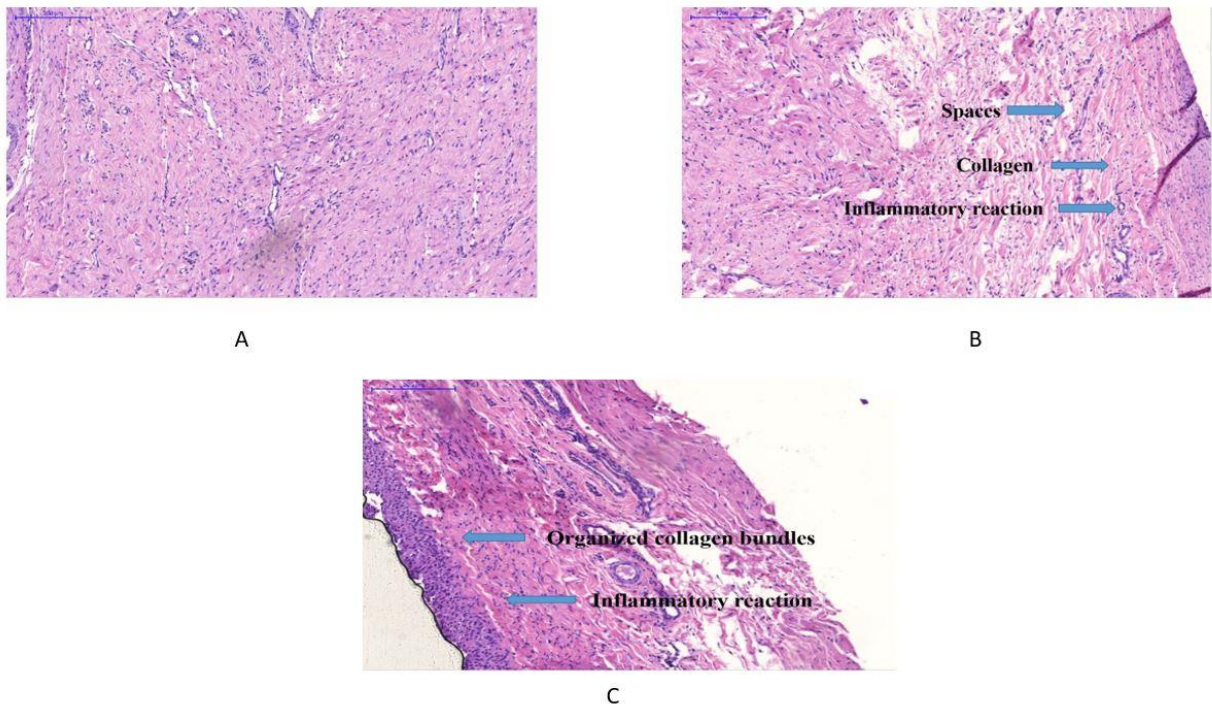 Spaces
Collagen
Inflammatory reaction
A
B
Organized collagen bundles
Inflammatory reaction
C